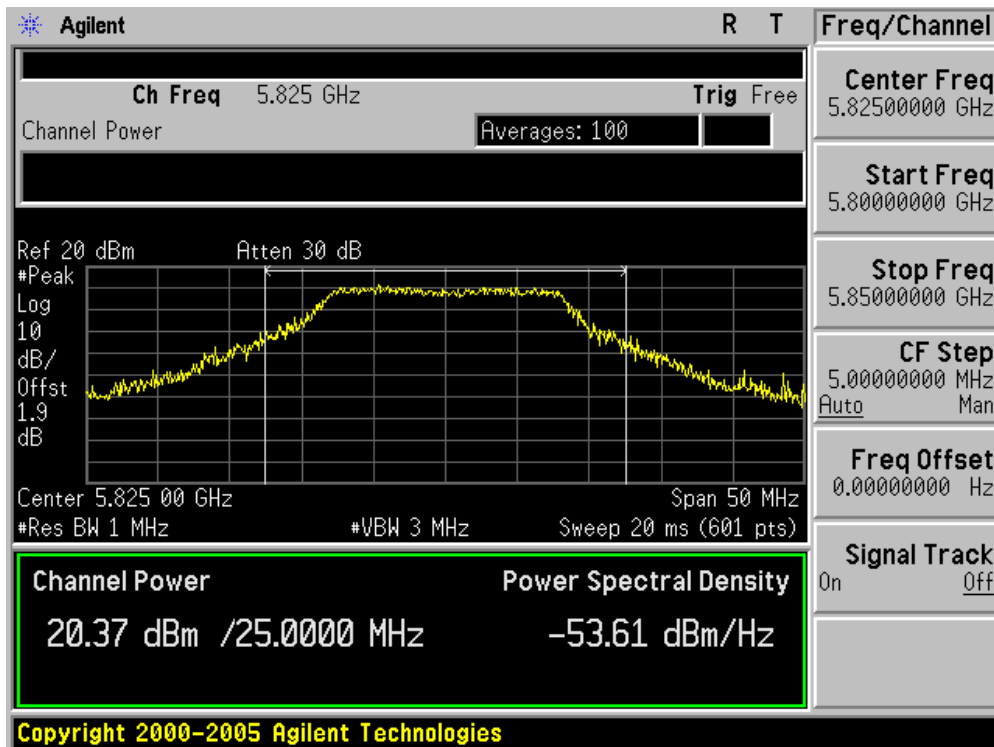 Agilent R T Freq/Channel
Ch Freq 5.825 GHz Trig Free
Channel Power Averages: 100
Center Freq
5.82500000 GHz
Start Freq
5.80000000 GHz
Stop Freq
5.85000000 GHz
CF Step
5.00000000 MHz
Auto Man
Freq Offset
0.00000000 Hz
Signal Track
On Off
Ref 20 dBm Atten 30 dB
#Peak
Log
10
dB/
Offst
1.9
dB
Center 5.825 00 GHz Span 50 MHz
#Res BW 1 MHz #VBW 3 MHz Sweep 20 ms (601 pts)
Channel Power Power Spectral Density
20.37 dBm /25.0000 MHz -53.61 dBm/Hz
Copyright 2000-2005 Agilent Technologies